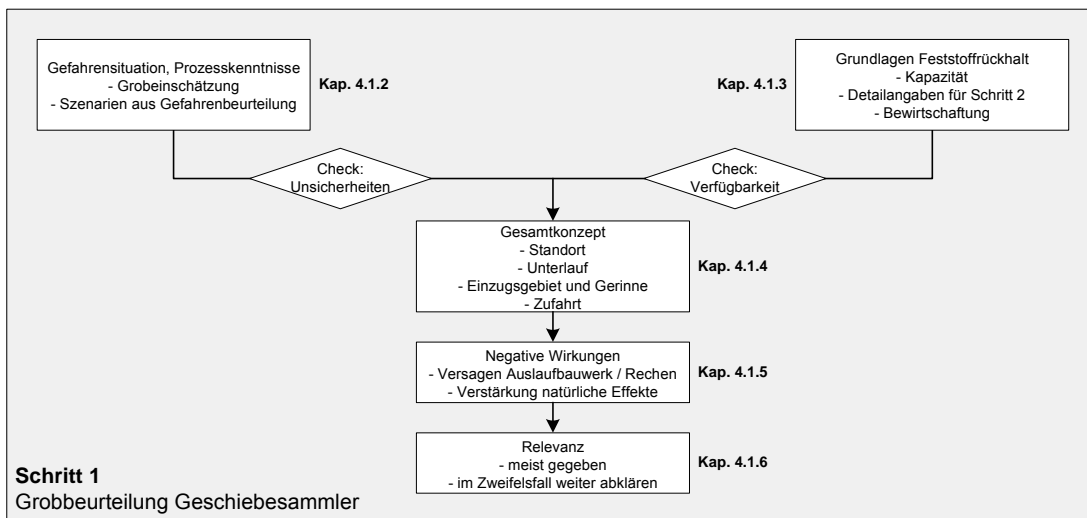 Gefahrensituation, Prozesskenntnisse
- Grobeinschätzung
- Szenarien aus Gefahrenbeurteilung
Kap. 4.1.2
Kap. 4.1.3
Grundlagen Feststoffrückhalt
- Kapazität
- Detailangaben für Schritt 2
- Bewirtschaftung
Check:
Unsicherheiten
Check:
Verfügbarkeit
Gesamtkonzept
- Standort
- Unterlauf
- Einzugsgebiet und Gerinne
- Zufahrt
Kap. 4.1.4
Negative Wirkungen
- Versagen Auslaufbauwerk / Rechen
- Verstärkung natürliche Effekte
Kap. 4.1.5
Relevanz
- meist gegeben
- im Zweifelsfall weiter abklären
Kap. 4.1.6
Schritt 1
Grobbeurteilung Geschiebesammler